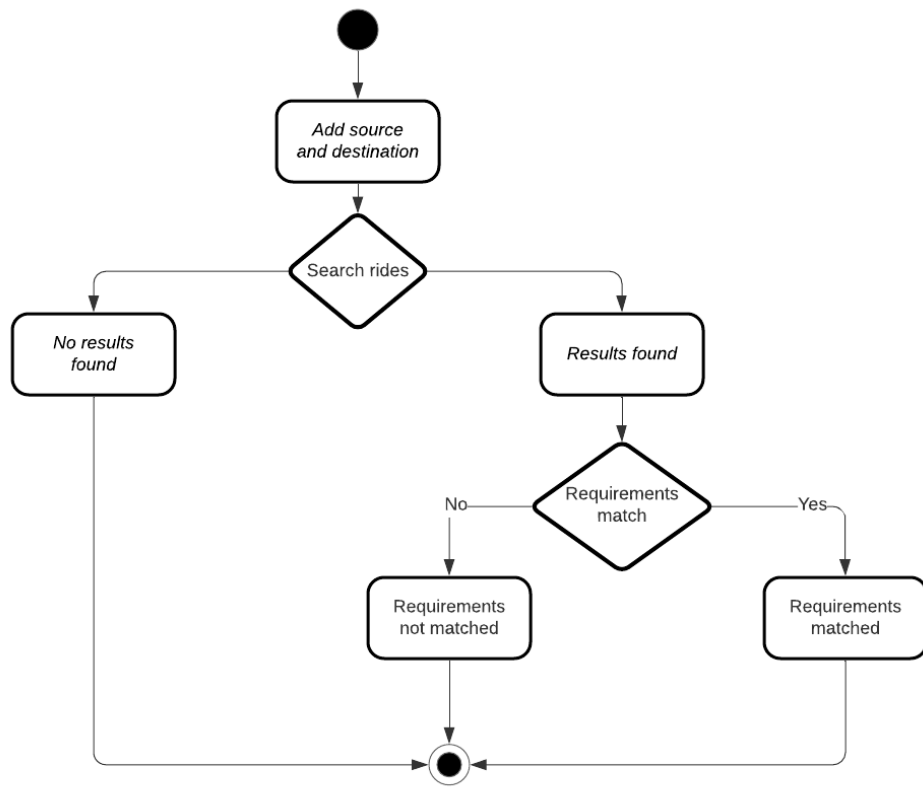 Add source
and destination
Search rides
No results
found
Results found
Requirements
match
No
Yes
Requirements
not matched
Requirements
matched